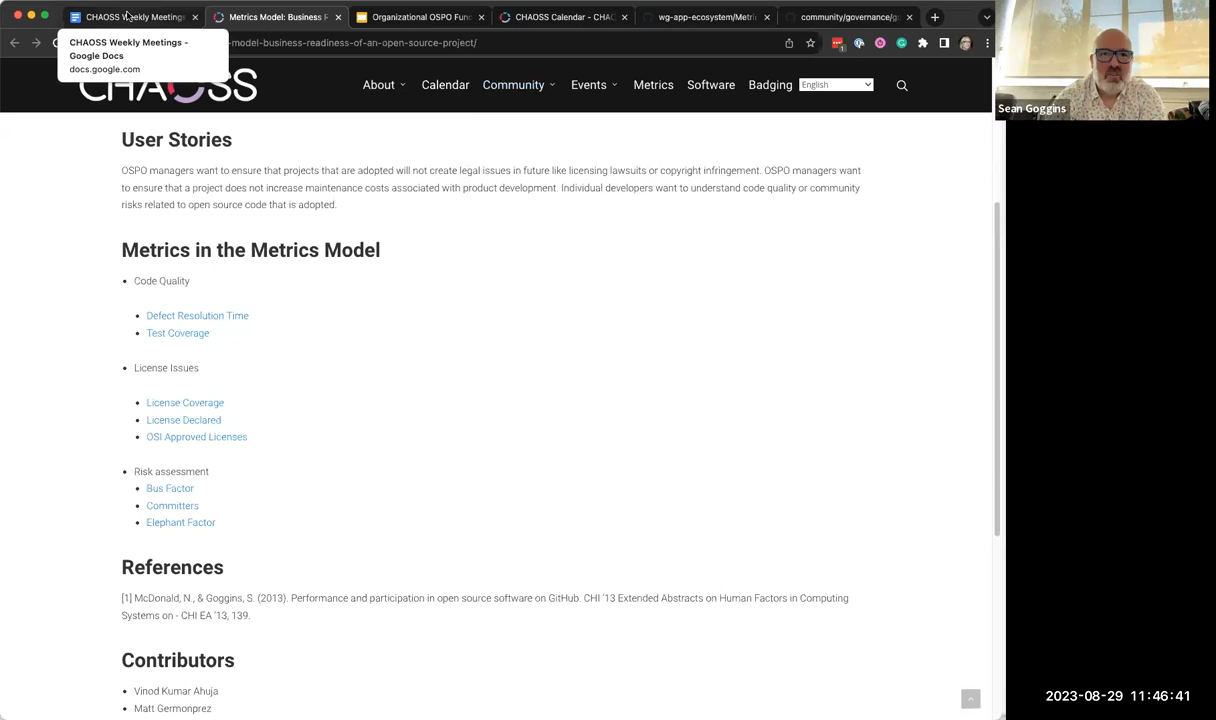 CHAOSS Weekly Meetings
Metrics Model: Business R
Organizational OSPO Func
CHAOSS Calendar - CHAO
wg-app-ecosystem/Metri
community/governance/g
-model-business-readiness-of-an-open-source-project/
1
CHAOSS Weekly Meetings -
Google Docs
docs.google.com
CHAOSS
About
Calendar
Community
Events
Metrics
Software
Badging
English
Sean Goggins
User Stories
OSPO managers want to ensure that projects that are adopted will not create legal issues in future like licensing lawsuits or copyright infringement. OSPO managers want
to ensure that a project does not increase maintenance costs associated with product development. Individual developers want to understand code quality or community
risks related to open source code that is adopted.
Metrics in the Metrics Model
Code Quality
Defect Resolution Time
Test Coverage
License Issues
License Coverage
License Declared
OSI Approved Licenses
Risk assessment
Bus Factor
Committers
Elephant Factor
References
[1] McDonald, N., & Goggins, S. (2013). Performance and participation in open source software on GitHub. CHI '13 Extended Abstracts on Human Factors in Computing
Systems on - CHI EA '13, 139.
Contributors
Vinod Kumar Ahuja
Matt Germonprez
2023-08-29 11:46:41